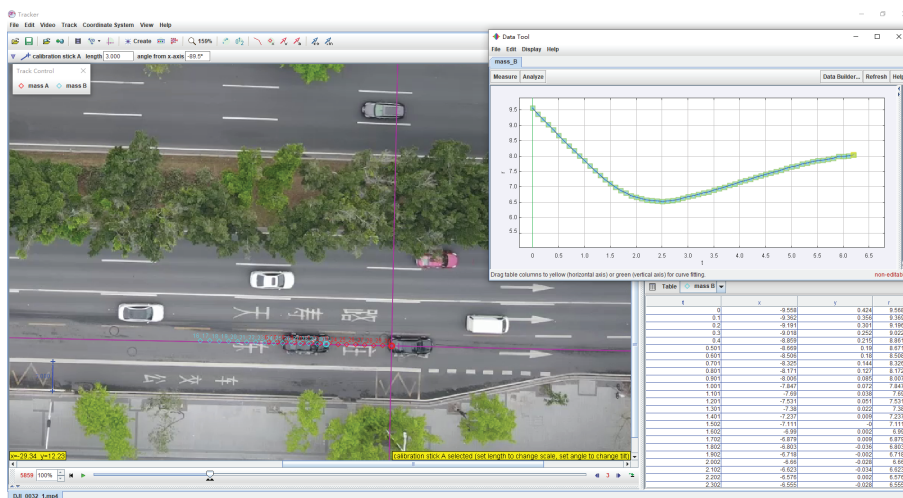 Tracker
File Edit Video Track Coordinate System View Help
Create 150%
calibration stick A length 3.000 angle from x-axis -89.5°
Track Control ×
mass A mass B
x=-29.34 y=12.23
calibration stick A selected (set length to change scale, set angle to change tilt)
5859 100% 3
DJI_0032_1.mp4
Data Tool
File Edit Display Help
mass_B
Measure Analyze Data Builder... Refresh Help
9.5
9.0
8.5
8.0
7.5
7.0
6.5
6.0
5.5
r
0 0.5 1.0 1.5 2.0 2.5 3.0 3.5 4.0 4.5 5.0 5.5 6.0 6.5
t
Drag table columns to yellow (horizontal axis) or green (vertical axis) for curve fitting. non-editab
Table mass B
t x y r
0 -9.558 0.424 9.568
0.1 -9.362 0.356 9.369
0.2 -9.191 0.301 9.196
0.3 -9.018 0.252 9.022
0.4 -8.859 0.215 8.861
0.501 -8.668 0.19 8.671
0.601 -8.506 0.18 8.508
0.701 -8.325 0.144 8.326
0.801 -8.171 0.127 8.172
0.901 -8.006 0.085 8.007
1.001 -7.847 0.072 7.847
1.101 -7.69 0.038 7.69
1.201 -7.531 0.051 7.531
1.301 -7.38 0.022 7.38
1.401 -7.237 0.009 7.237
1.502 -7.111 -0 7.111
1.602 -6.99 0.002 6.99
1.702 -6.879 0.009 6.879
1.802 -6.803 -0.036 6.803
1.902 -6.718 -0.002 6.718
2.002 -6.66 -0.028 6.66
2.102 -6.623 -0.034 6.623
2.202 -6.576 0.002 6.576
2.302 -6.555 -0.028 6.555